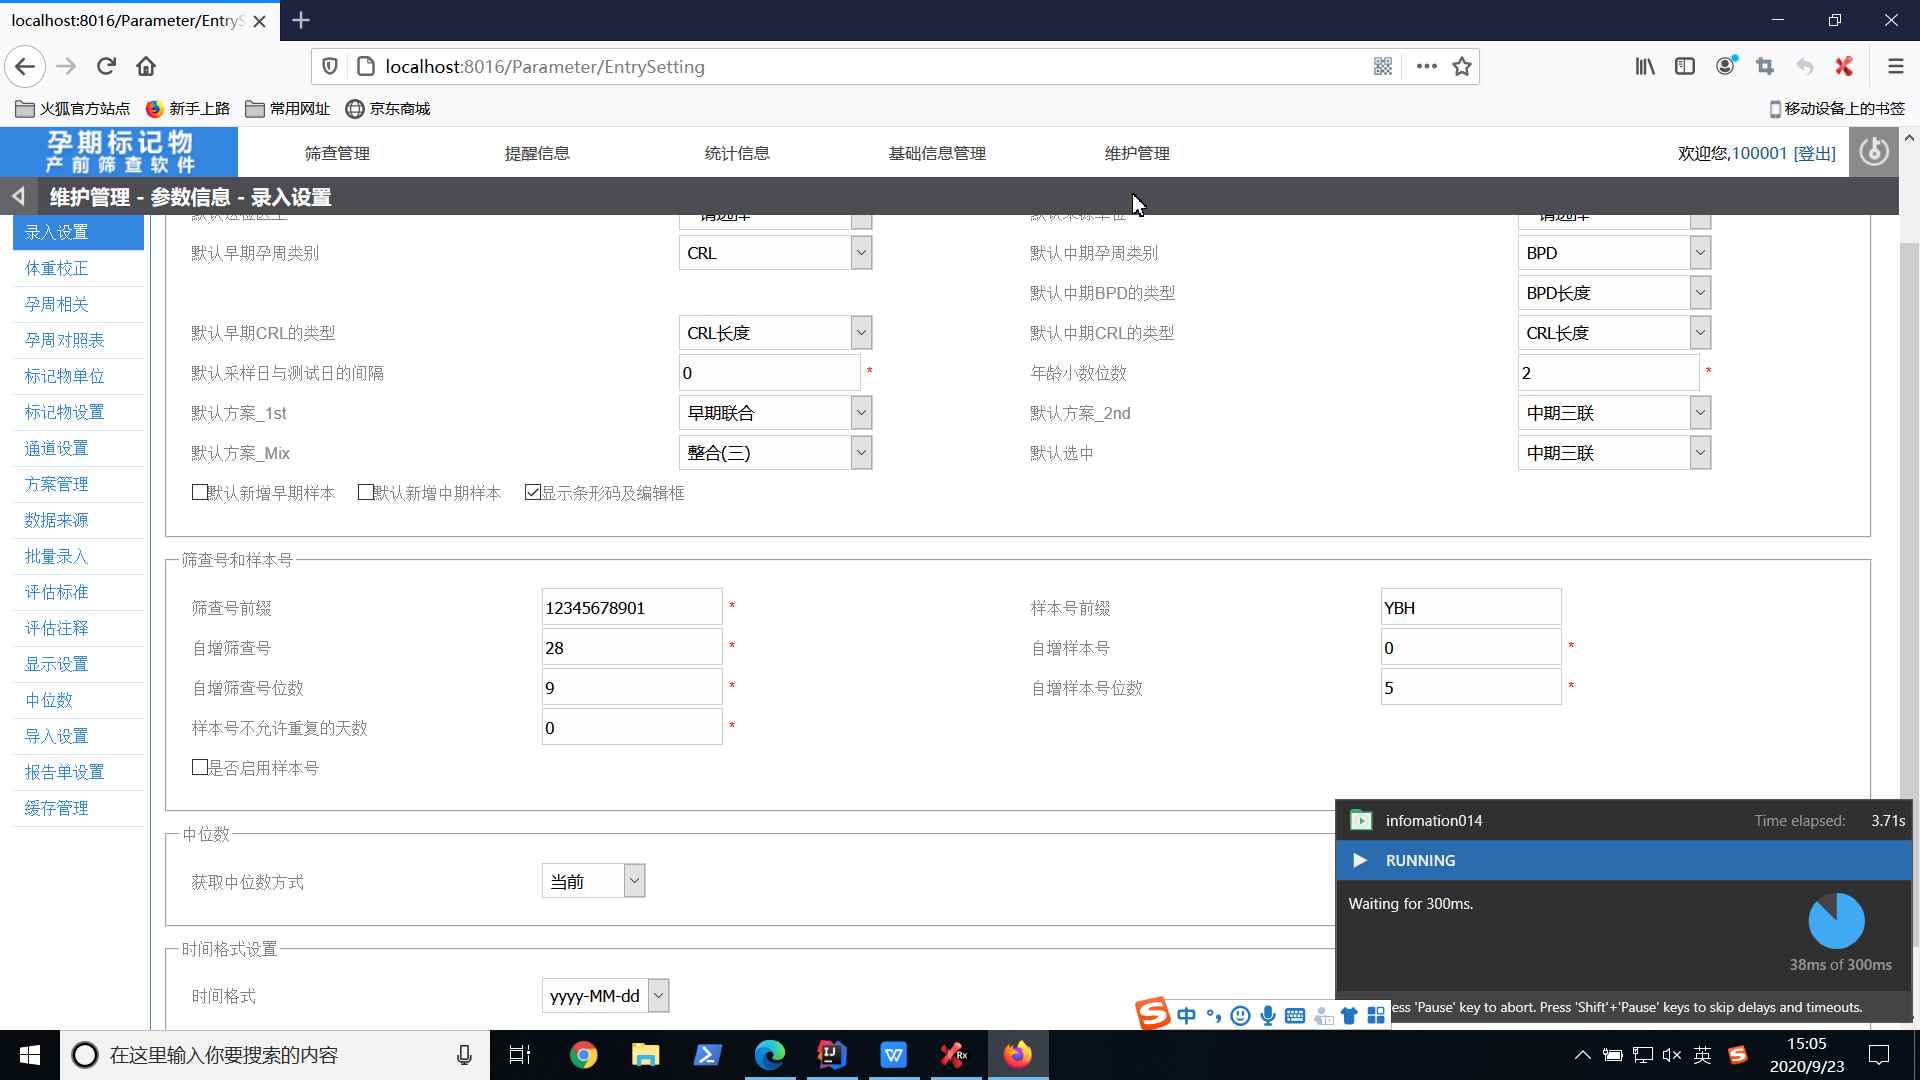 localhost:8016/Parameter/EntryS
localhost:8016/Parameter/EntrySetting
火狐官方站点 新手上路 常用网址 京东商城 移动设备上的书签
孕期标记物
产前筛查软件
筛查管理 提醒信息 统计信息 基础信息管理 维护管理 欢迎您,100001 [登出]
维护管理 - 参数信息 - 录入设置
录入设置
体重校正
孕周相关
孕周对照表
标记物单位
标记物设置
通道设置
方案管理
数据来源
批量录入
评估标准
评估注释
显示设置
中位数
导入设置
报告单设置
缓存管理
默认送检医生 请选择 默认采标单位 请选择
默认早期孕周类别 CRL 默认中期孕周类别 BPD
默认中期BPD的类型 BPD长度
默认早期CRL的类型 CRL长度 默认中期CRL的类型 CRL长度
默认采样日与测试日的间隔 0 * 年龄小数位数 2 *
默认方案_1st 早期联合 默认方案_2nd 中期三联
默认方案_Mix 整合(三) 默认选中 中期三联
默认新增早期样本 默认新增中期样本 显示条形码及编辑框
筛查号和样本号
筛查号前缀 12345678901 * 样本号前缀 YBH
自增筛查号 28 * 自增样本号 0 *
自增筛查号位数 9 * 自增样本号位数 5 *
样本号不允许重复的天数 0 *
是否启用样本号
中位数
获取中位数方式 当前
时间格式设置
时间格式 yyyy-MM-dd
infomation014 Time elapsed: 3.71s
RUNNING
Waiting for 300ms.
38ms of 300ms
ess 'Pause' key to abort. Press 'Shift'+'Pause' keys to skip delays and timeouts.
中
在这里输入你要搜索的内容
英
15:05
2020/9/23